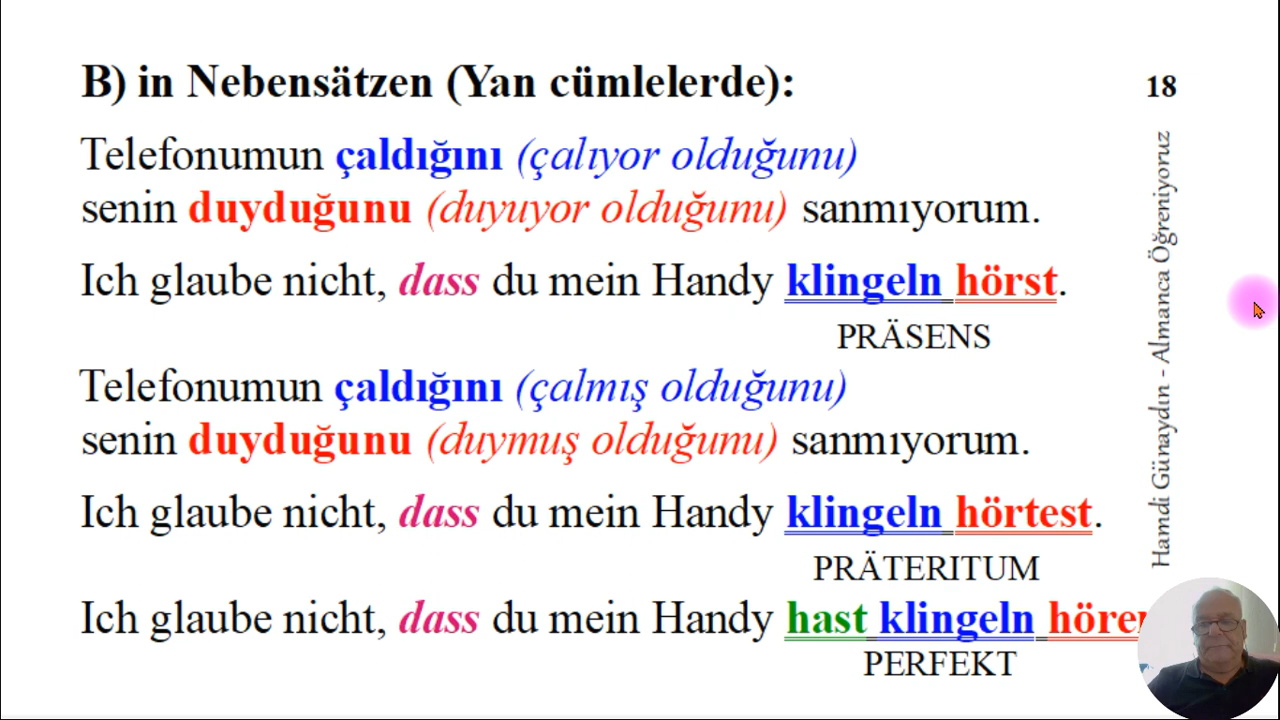 B) in Nebensätzen (Yan cümlelerde):
18
Telefonumun çaldığını (çalıyor olduğunu)
senin duyduğunu (duyuyor olduğunu) sanmıyorum.
Ich glaube nicht, dass du mein Handy klingeln hörst.
PRÄSENS
Telefonumun çaldığını (çalmış olduğunu)
senin duyduğunu (duymuş olduğunu) sanmıyorum.
Ich glaube nicht, dass du mein Handy klingeln hörtest.
PRÄTERITUM
Ich glaube nicht, dass du mein Handy hast klingeln
PERFEKT
Hamdi Günaydın - Almanca Öğreniyoruz